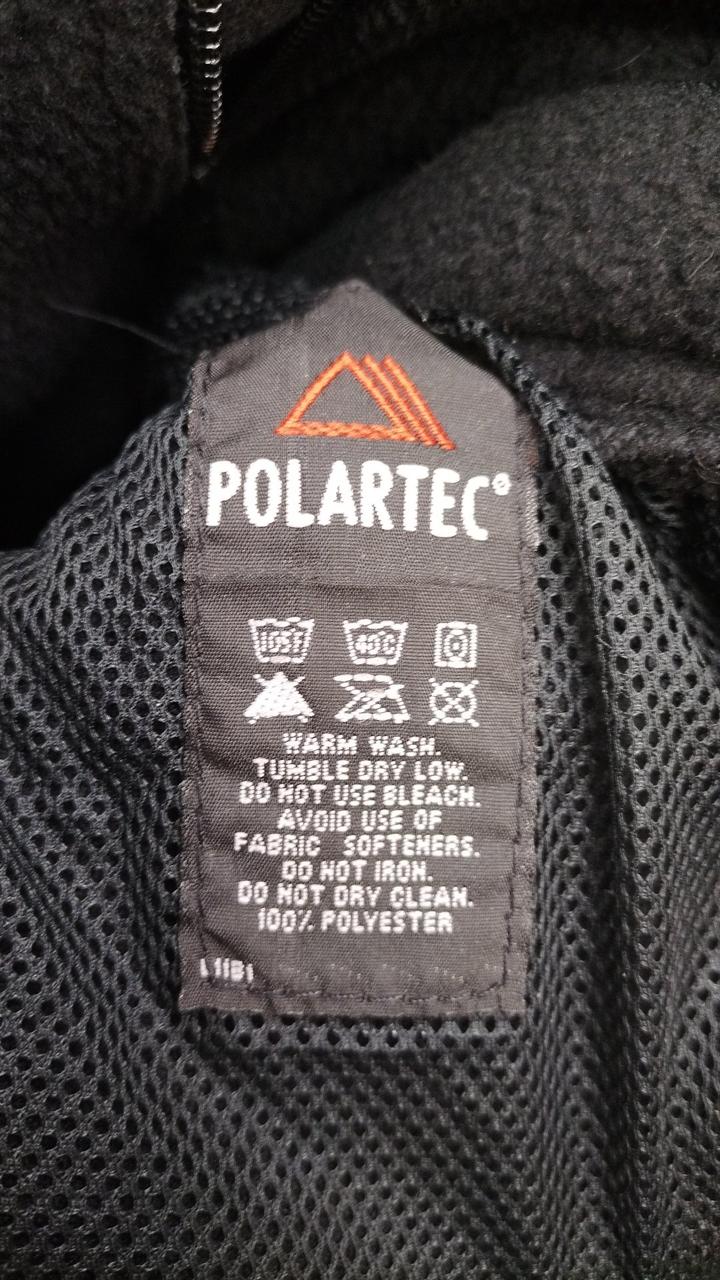 POLARTEC®
105F 40C
WARM WASH.
TUMBLE DRY LOW.
DO NOT USE BLEACH.
AVOID USE OF
FABRIC SOFTENERS.
DO NOT IRON.
DO NOT DRY CLEAN.
100% POLYESTER